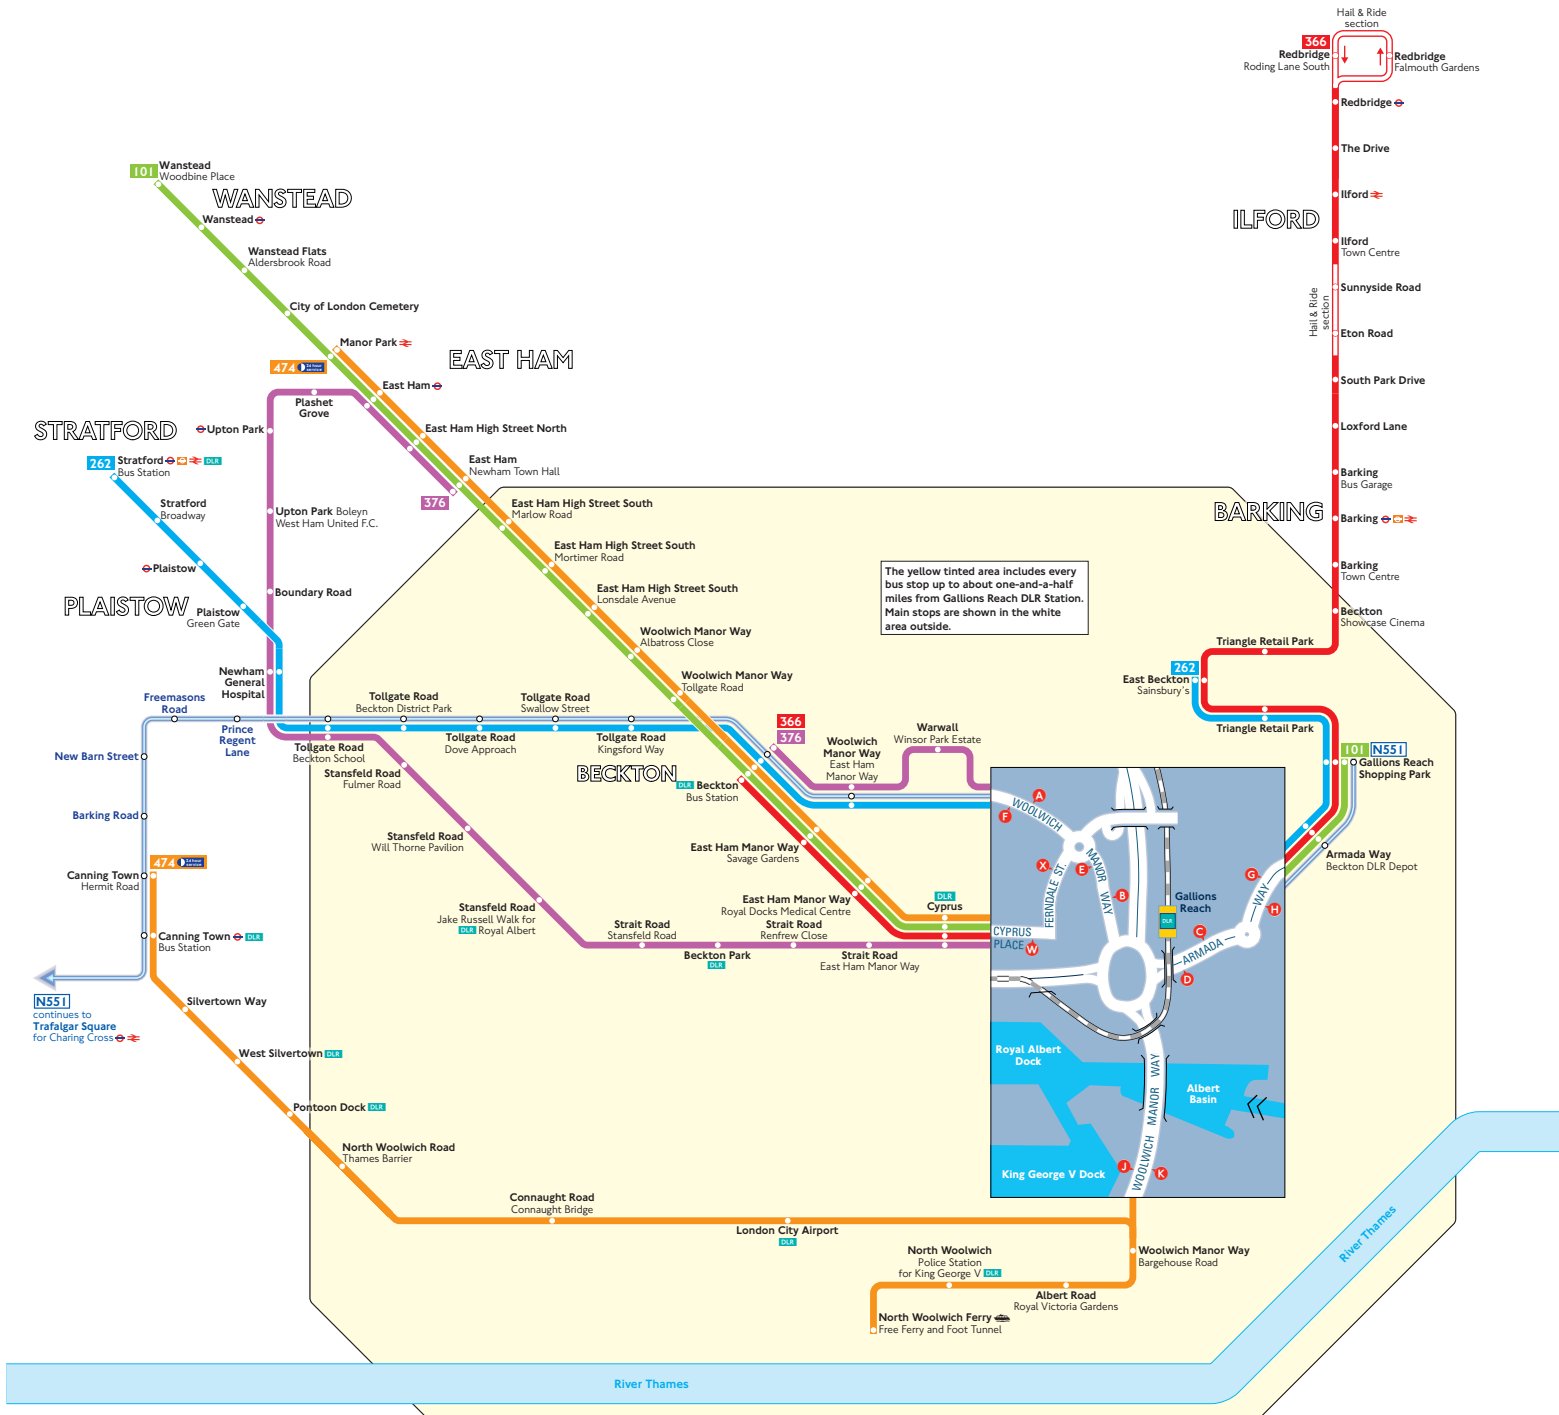 Hail & Ride
section
366
Redbridge
Roding Lane South
Redbridge
Falmouth Gardens
Redbridge
The Drive
Ilford
ILFORD
Ilford
Town Centre
Sunnyside Road
Hail & Ride
section
Eton Road
South Park Drive
Loxford Lane
Barking
Bus Garage
BARKING
Barking
Barking
Town Centre
Beckton
Showcase Cinema
Triangle Retail Park
262
East Beckton
Sainsbury's
Triangle Retail Park
101
N551
Gallions Reach
Shopping Park
Armada Way
Beckton DLR Depot
101
Wanstead
Woodbine Place
WANSTEAD
Wanstead
Wanstead Flats
Aldersbrook Road
City of London Cemetery
Manor Park
474
24 hour
service
EAST HAM
East Ham
Plashet
Grove
East Ham High Street North
STRATFORD
Upton Park
262
Stratford
DLR
Bus Station
East Ham
Newham Town Hall
376
Stratford
Broadway
Upton Park Boleyn
West Ham United F.C.
East Ham High Street South
Marlow Road
East Ham High Street South
Mortimer Road
Plaistow
The yellow tinted area includes every
bus stop up to about one-and-a-half
miles from Gallions Reach DLR Station.
Main stops are shown in the white
area outside.
PLAISTOW
Plaistow
Green Gate
Boundary Road
East Ham High Street South
Lonsdale Avenue
Woolwich Manor Way
Albatross Close
Newham
General
Hospital
Woolwich Manor Way
Tollgate Road
Freemasons
Road
Prince
Regent
Lane
Tollgate Road
Beckton District Park
Tollgate Road
Swallow Street
Tollgate Road
Beckton School
Tollgate Road
Dove Approach
Tollgate Road
Kingsford Way
366
376
Warwall
Winsor Park Estate
Woolwich
Manor Way
East Ham
Manor Way
New Barn Street
Stansfeld Road
Fulmer Road
BECKTON
DLR
Beckton
Bus Station
Barking Road
Stansfeld Road
Will Thorne Pavilion
East Ham Manor Way
Savage Gardens
474
24 hour
service
Canning Town
Hermit Road
Stansfeld Road
Jake Russell Walk for
DLR Royal Albert
East Ham Manor Way
Royal Docks Medical Centre
DLR
Cyprus
Canning Town
DLR
Bus Station
Strait Road
Stansfeld Road
Beckton Park
DLR
Strait Road
Renfrew Close
Strait Road
East Ham Manor Way
N551
continues to
Trafalgar Square
for Charing Cross
Silvertown Way
West Silvertown
DLR
Pontoon Dock
DLR
North Woolwich Road
Thames Barrier
Connaught Road
Connaught Bridge
London City Airport
DLR
North Woolwich
Police Station
for King George V
DLR
Woolwich Manor Way
Bargehouse Road
Albert Road
Royal Victoria Gardens
North Woolwich Ferry
Free Ferry and Foot Tunnel
WOOLWICH
MANOR
WAY
A
F
X
E
B
FERNDALE ST.
Gallions
Reach
DLR
G
H
C
D
ARMADA
WAY
CYPRUS
PLACE
W
Royal Albert
Dock
Albert
Basin
WOOLWICH MANOR WAY
J
K
King George V Dock
River Thames
River Thames